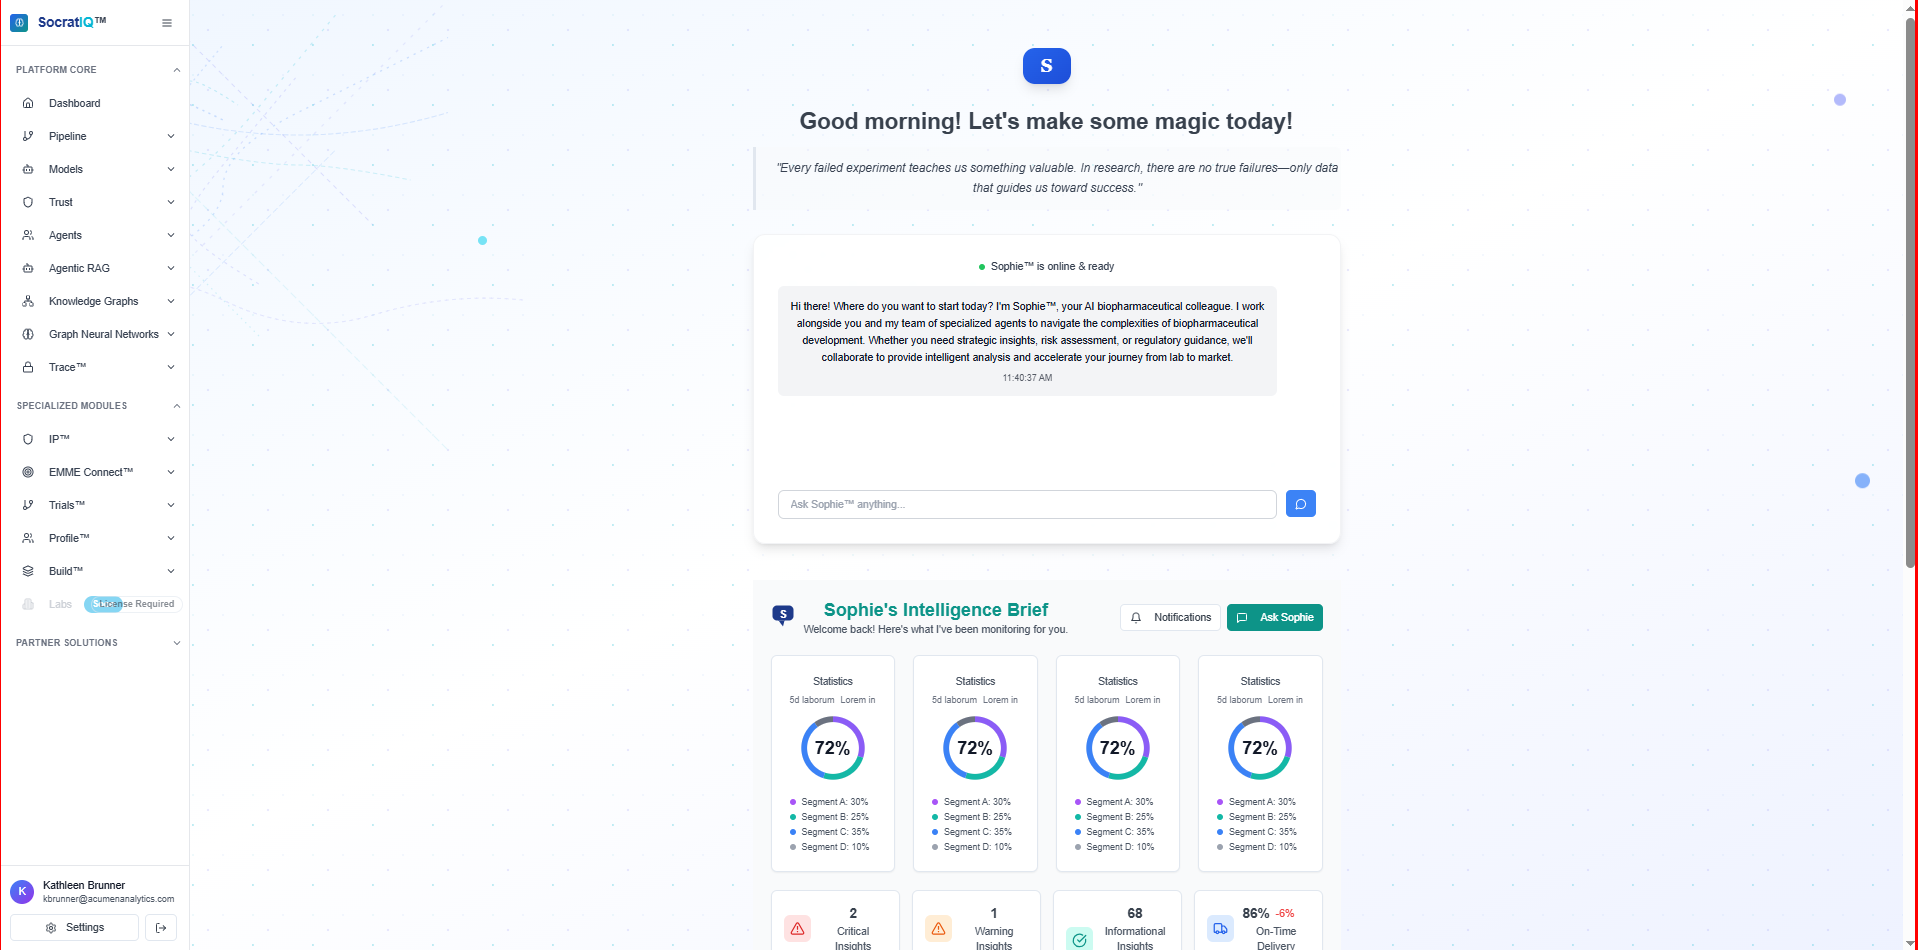 SocratIQ™
PLATFORM CORE
Dashboard
Pipeline
Models
Trust
Agents
Agentic RAG
Knowledge Graphs
Graph Neural Networks
Trace™
SPECIALIZED MODULES
IP™
EMME Connect™
Trials™
Profile™
Build™
Labs
License Required
PARTNER SOLUTIONS
K
Kathleen Brunner
kbrunner@acumenanalytics.com
Settings
S
Good morning! Let's make some magic today!
"Every failed experiment teaches us something valuable. In research, there are no true failures—only data
that guides us toward success."
Sophie™ is online & ready
Hi there! Where do you want to start today? I'm Sophie™, your AI biopharmaceutical colleague. I work
alongside you and my team of specialized agents to navigate the complexities of biopharmaceutical
development. Whether you need strategic insights, risk assessment, or regulatory guidance, we'll
collaborate to provide intelligent analysis and accelerate your journey from lab to market.
11:40:37 AM
Ask Sophie™ anything...
S
Sophie's Intelligence Brief
Welcome back! Here's what I've been monitoring for you.
Notifications
Ask Sophie
Statistics
5d laborum Lorem in
72%
Segment A: 30%
Segment B: 25%
Segment C: 35%
Segment D: 10%
Statistics
5d laborum Lorem in
72%
Segment A: 30%
Segment B: 25%
Segment C: 35%
Segment D: 10%
Statistics
5d laborum Lorem in
72%
Segment A: 30%
Segment B: 25%
Segment C: 35%
Segment D: 10%
Statistics
5d laborum Lorem in
72%
Segment A: 30%
Segment B: 25%
Segment C: 35%
Segment D: 10%
2
Critical
Insights
1
Warning
Insights
68
Informational
Insights
86% -6%
On-Time
Delivery